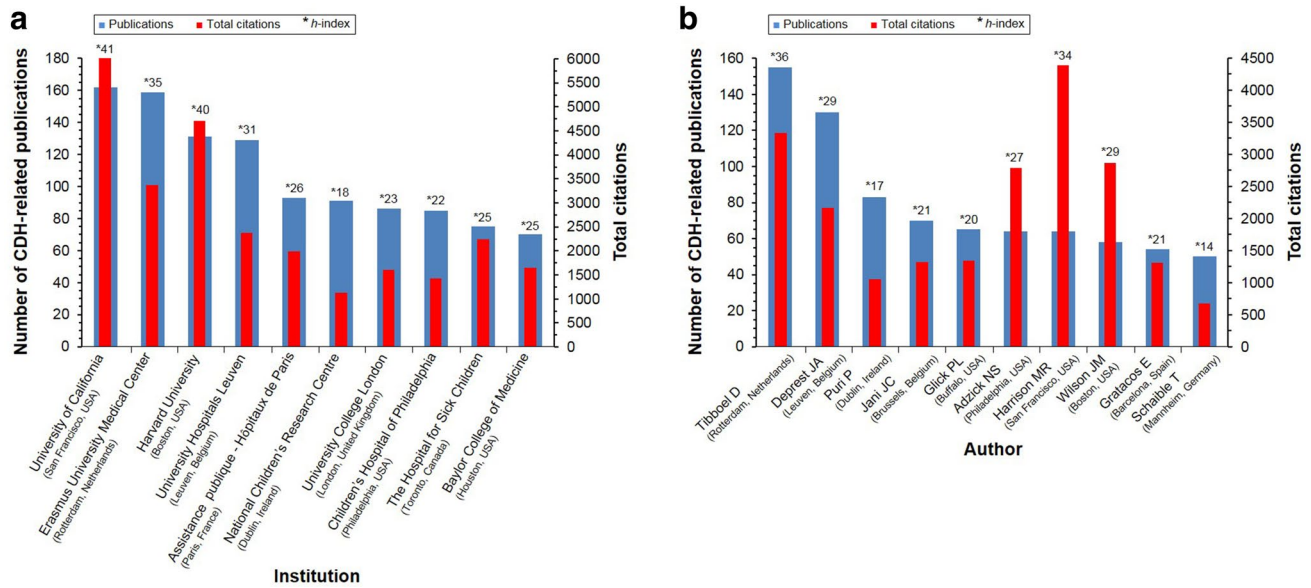 a
Publications Total citations * h-index
Number of CDH-related publications
180
160
140
120
100
80
60
40
20
0
*41
*35
*40
*31
*26
*18
*23
*22
*25
*25
6000
5500
5000
4500
4000
3500
3000
2500
2000
1500
1000
500
0
Total citations
University of California
(San Francisco, USA)
Erasmus University Medical Center
(Rotterdam, Netherlands)
Harvard University
(Boston, USA)
University Hospitals Leuven
(Leuven, Belgium)
Assistance publique - Hôpitaux de Paris
(Paris, France)
National Children's Research Centre
(Dublin, Ireland)
University College London
(London, United Kingdom)
Children's Hospital of Philadelphia
(Philadelphia, USA)
The Hospital for Sick Children
(Toronto, Canada)
Baylor College of Medicine
(Houston, USA)
Institution
b
Publications Total citations * h-index
Number of CDH-related publications
160
140
120
100
80
60
40
20
0
*36
*29
*17
*21
*20
*27
*34
*29
*21
*14
4500
4000
3500
3000
2500
2000
1500
1000
500
0
Total citations
Tibboel D
(Rotterdam, Netherlands)
Deprest JA
(Leuven, Belgium)
Puri P
(Dublin, Ireland)
Jani JC
(Brussels, Belgium)
Glick PL
(Buffalo, USA)
Adzick NS
(Philadelphia, USA)
Harrison MR
(San Francisco, USA)
Wilson JM
(Boston, USA)
Gratacos E
(Barcelona, Spain)
Schaible T
(Mannheim, Germany)
Author